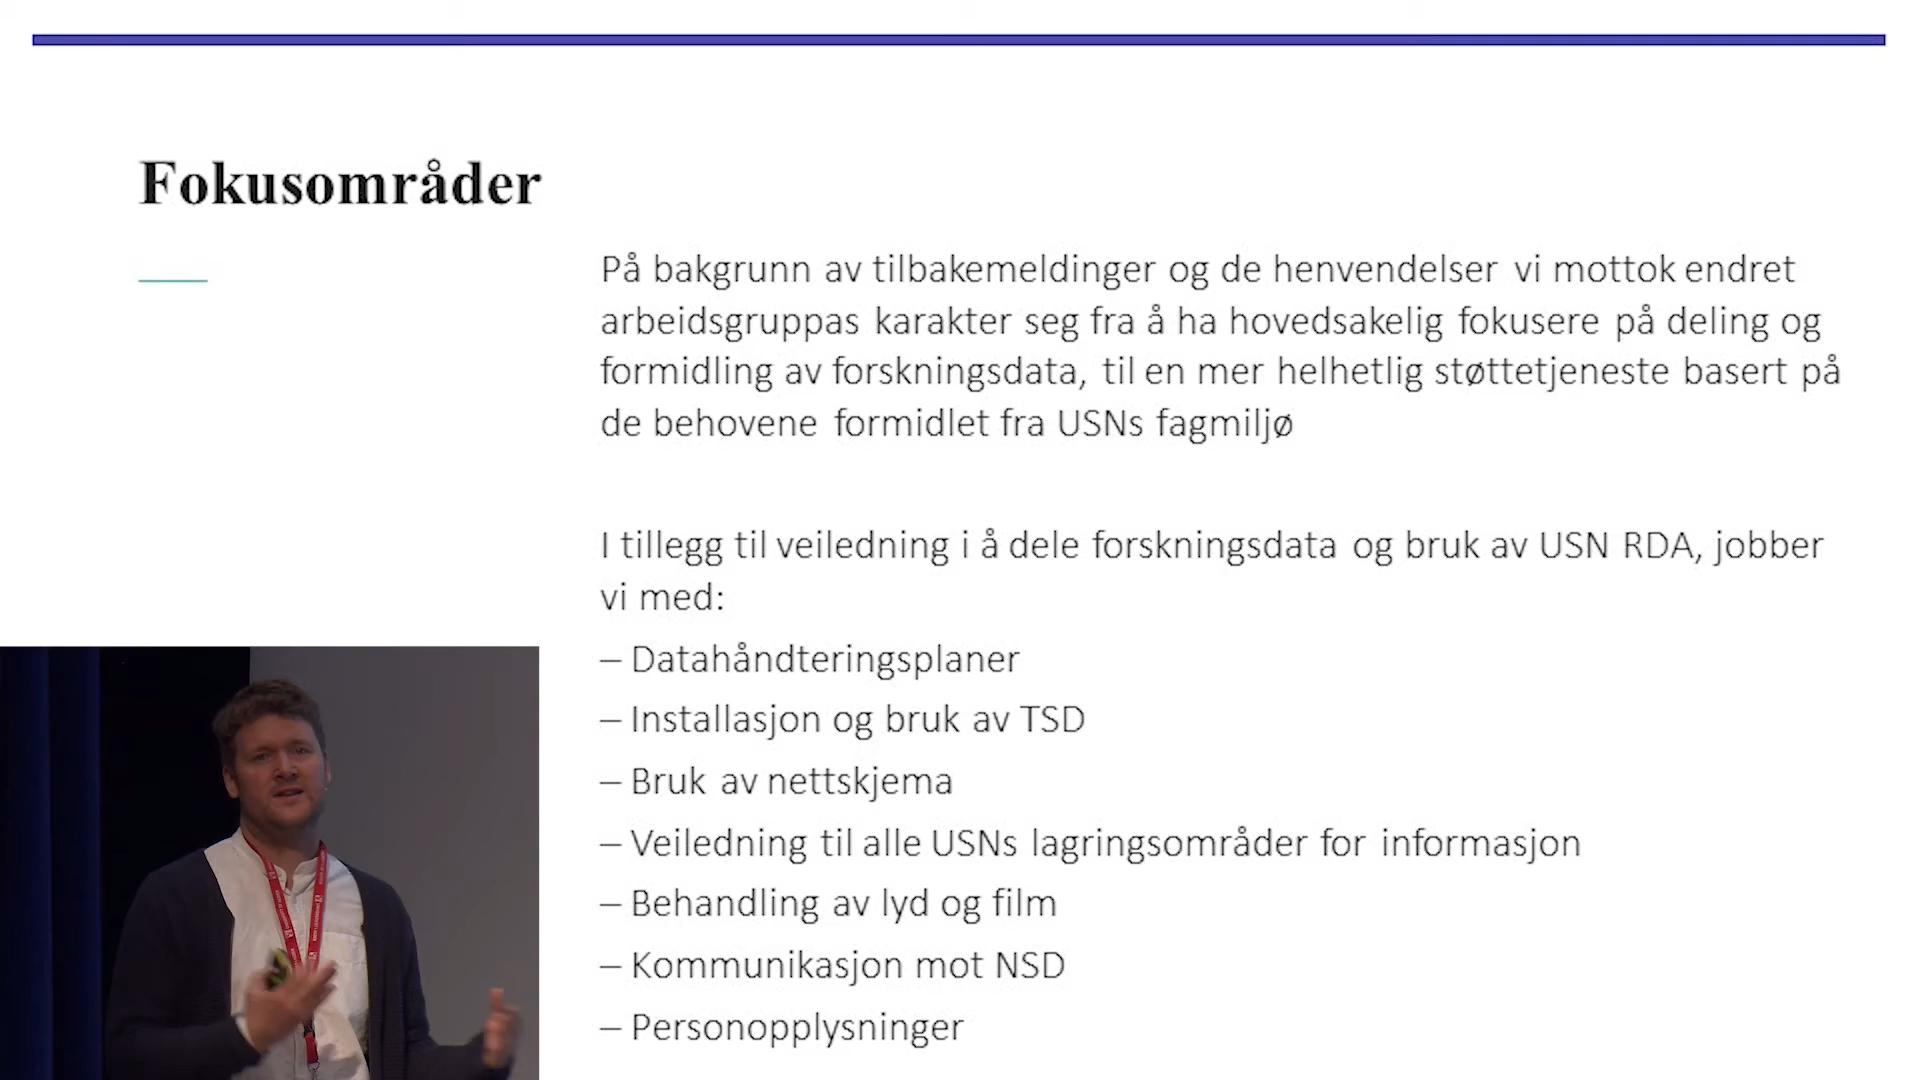 Fokusområder
På bakgrunn av tilbakemeldinger og de henvendelser vi mottok endret
arbeidsgruppas karakter seg fra å ha hovedsakelig fokusere på deling og
formidling av forskningsdata, til en mer helhetlig støttetjeneste basert på
de behovene formidlet fra USNs fagmiljø
I tillegg til veiledning i å dele forskningsdata og bruk av USN RDA, jobber
vi med:
– Datahåndteringsplaner
– Installasjon og bruk av TSD
– Bruk av nettskjema
– Veiledning til alle USNs lagringsområder for informasjon
– Behandling av lyd og film
– Kommunikasjon mot NSD
– Personopplysninger